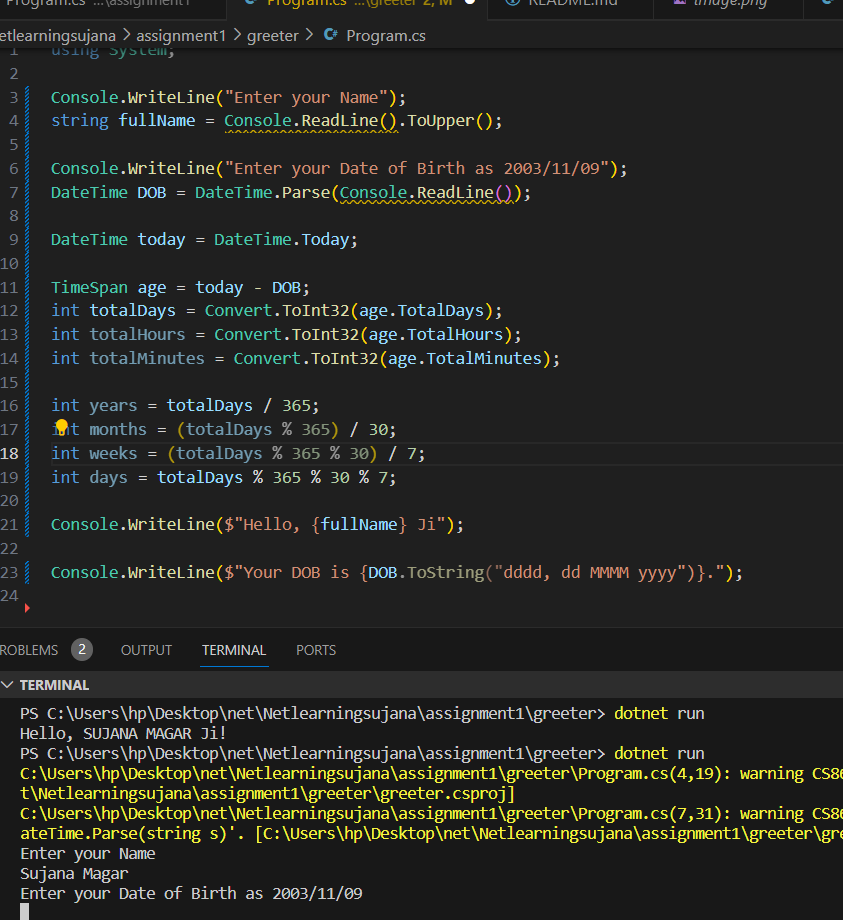 Program.cs ...\assignment1
Program.cs ...\greeter 2, M
README.md
image.png
etlearningsujana > assignment1 > greeter > Program.cs
1 using System;
2
3 Console.WriteLine("Enter your Name");
4 string fullName = Console.ReadLine().ToUpper();
5
6 Console.WriteLine("Enter your Date of Birth as 2003/11/09");
7 DateTime DOB = DateTime.Parse(Console.ReadLine());
8
9 DateTime today = DateTime.Today;
10
11 TimeSpan age = today - DOB;
12 int totalDays = Convert.ToInt32(age.TotalDays);
13 int totalHours = Convert.ToInt32(age.TotalHours);
14 int totalMinutes = Convert.ToInt32(age.TotalMinutes);
15
16 int years = totalDays / 365;
17 int months = (totalDays % 365) / 30;
18 int weeks = (totalDays % 365 % 30) / 7;
19 int days = totalDays % 365 % 30 % 7;
20
21 Console.WriteLine($"Hello, {fullName} Ji");
22
23 Console.WriteLine($"Your DOB is {DOB.ToString("dddd, dd MMMM yyyy")}.");
24
ROBLEMS 2 OUTPUT TERMINAL PORTS
TERMINAL
PS C:\Users\hp\Desktop\net\Netlearningsujana\assignment1\greeter> dotnet run
Hello, SUJANA MAGAR Ji!
PS C:\Users\hp\Desktop\net\Netlearningsujana\assignment1\greeter> dotnet run
C:\Users\hp\Desktop\net\Netlearningsujana\assignment1\greeter\Program.cs(4,19): warning CS86
t\Netlearningsujana\assignment1\greeter\greeter.csproj]
C:\Users\hp\Desktop\net\Netlearningsujana\assignment1\greeter\Program.cs(7,31): warning CS86
ateTime.Parse(string s)'. [C:\Users\hp\Desktop\net\Netlearningsujana\assignment1\greeter\gre
Enter your Name
Sujana Magar
Enter your Date of Birth as 2003/11/09